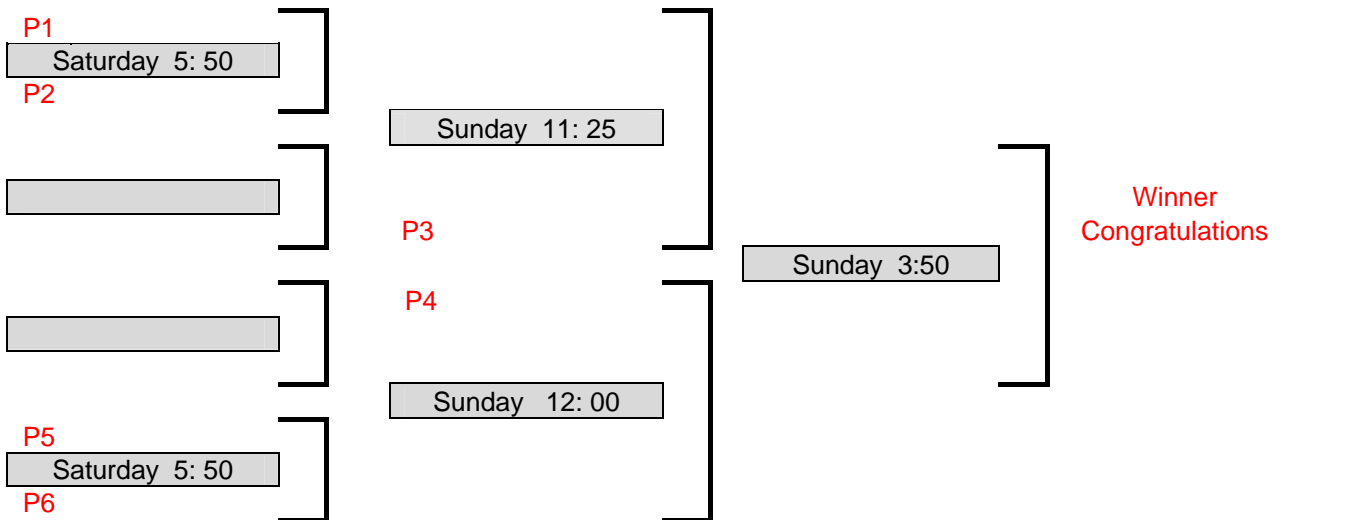 P1
Saturday 5: 50
P2
Sunday 11: 25
P3
P4
Sunday 12: 00
P5
Saturday 5: 50
P6
Sunday 3:50
Winner
Congratulations